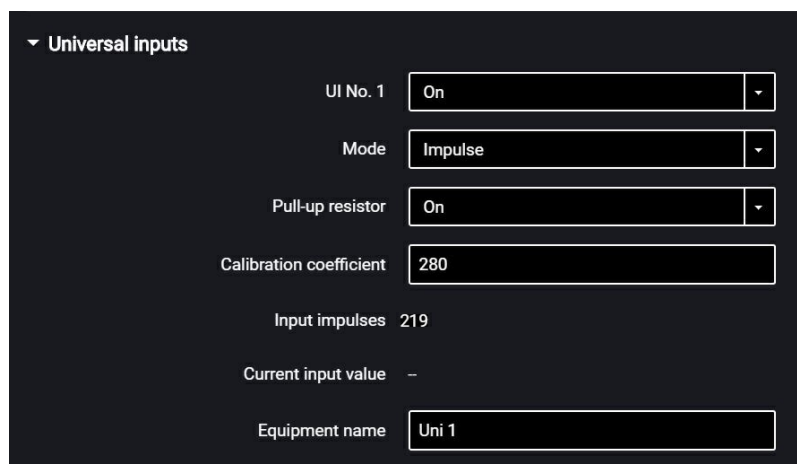 Universal inputs
UI No. 1 On
Mode Impulse
Pull-up resistor On
Calibration coefficient 280
Input impulses 219
Current input value –
Equipment name Uni 1